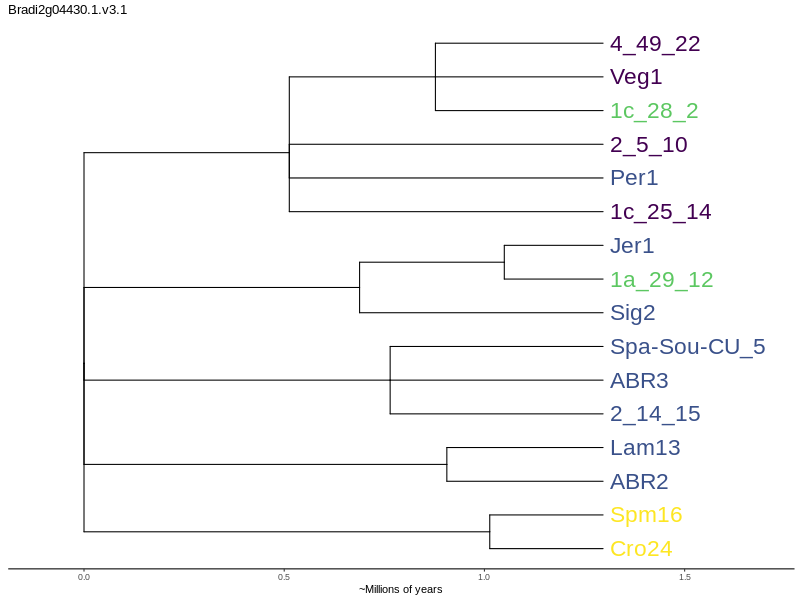 Bradi2g04430.1.v3.1
4_49_22
Veg1
1c_28_2
2_5_10
Per1
1c_25_14
Jer1
1a_29_12
Sig2
Spa-Sou-CU_5
ABR3
2_14_15
Lam13
ABR2
Spm16
Cro24
0.0 0.5 1.0 1.5
~Millions of years